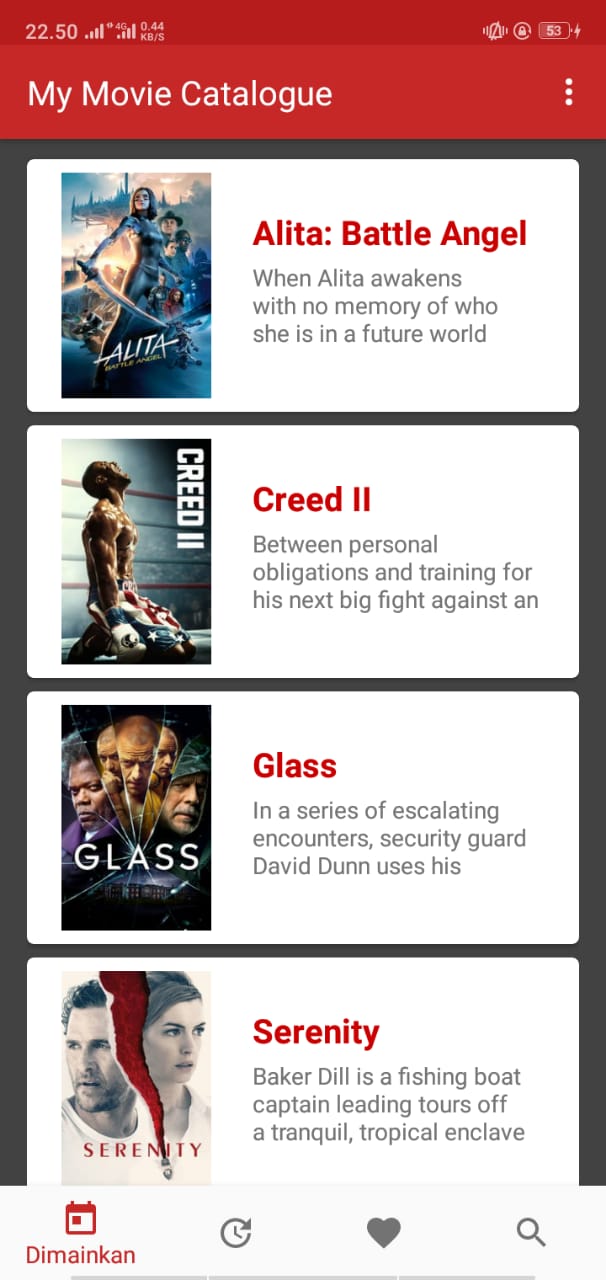 22.50 4G 0.44 KB/S 53
My Movie Catalogue
ALITA
BATTLE ANGEL
Alita: Battle Angel
When Alita awakens
with no memory of who
she is in a future world
CREED II
Creed II
Between personal
obligations and training for
his next big fight against an
GLASS
Glass
In a series of escalating
encounters, security guard
David Dunn uses his
SERENITY
Serenity
Baker Dill is a fishing boat
captain leading tours off
a tranquil, tropical enclave
Dimainkan